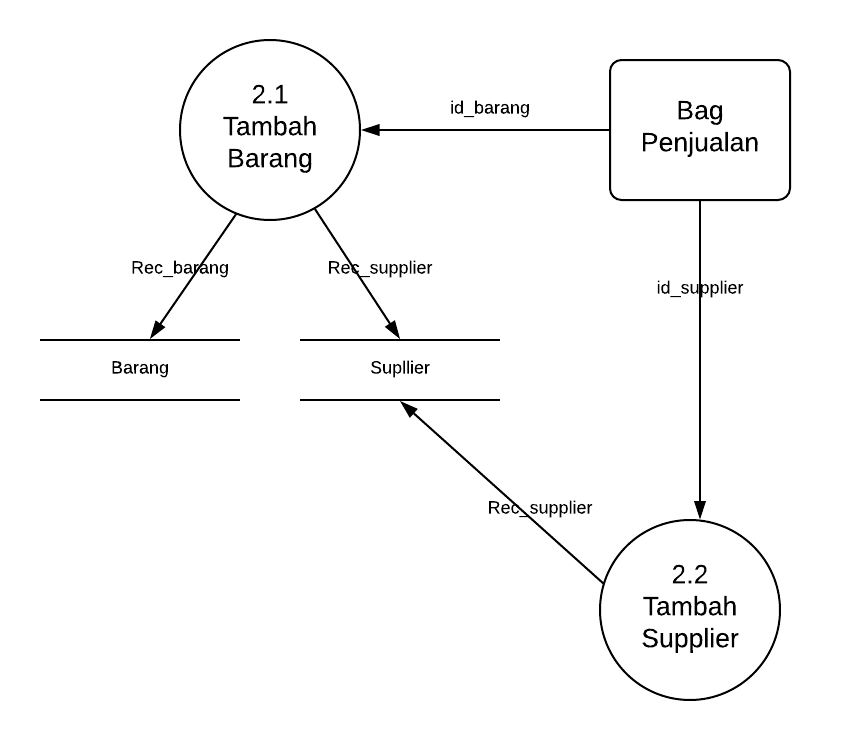 2.1
Tambah
Barang
id_barang
Bag
Penjualan
Rec_barang
Rec_supplier
id_supplier
Barang
Supllier
Rec_supplier
2.2
Tambah
Supplier